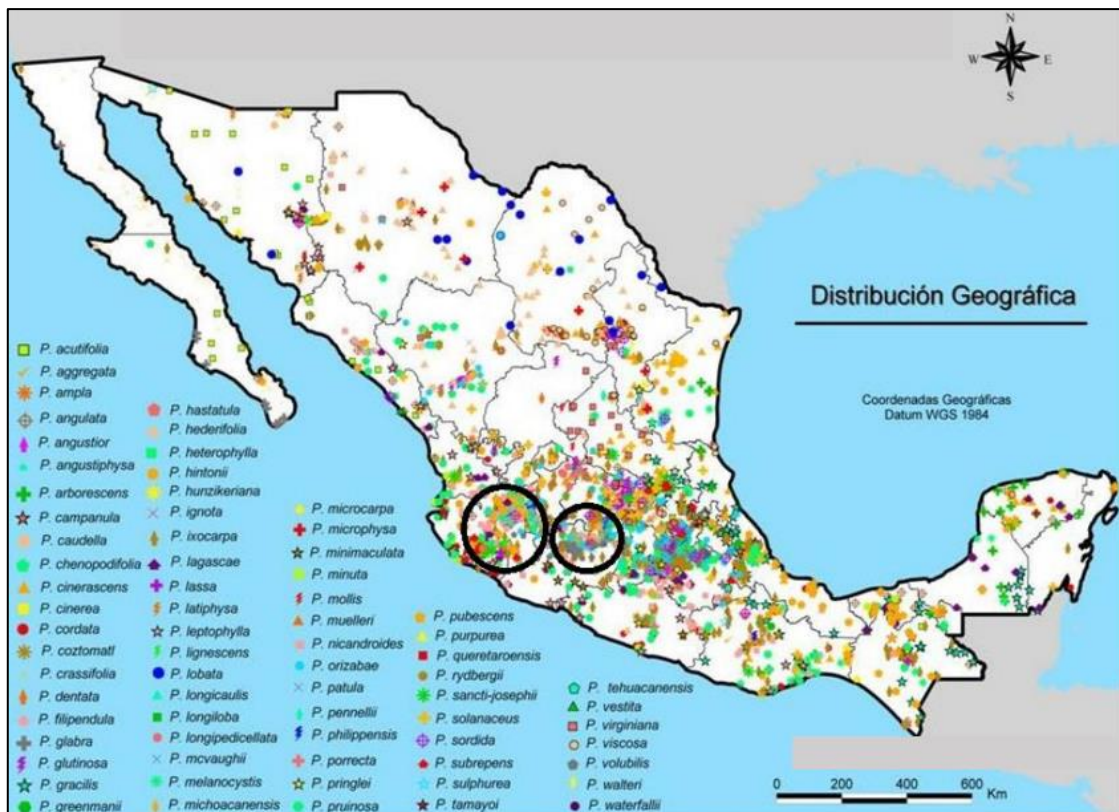 N
W E
S
Distribución Geográfica
Coordenadas Geográficas
Datum WGS 1984
P. acutifolia
P. aggregata
P. ampla
P. angulata
P. angustior
P. angustiphysa
P. arborescens
P. campanula
P. caudella
P. chenopodifolia
P. cinerascens
P. cinerea
P. cordata
P. coztomatl
P. crassifolia
P. dentata
P. filipendula
P. glabra
P. glutinosa
P. gracilis
P. greenmanii
P. hastatula
P. hederifolia
P. heterophylla
P. hintonii
P. hunzikeriana
P. ignota
P. ixocarpa
P. lagascae
P. lassa
P. latiphysa
P. leptophylla
P. lignescens
P. lobata
P. longicaulis
P. longiloba
P. longipedicellata
P. mcvaughii
P. melanocystis
P. michoacanensis
P. microcarpa
P. microphysa
P. minimaculata
P. minuta
P. mollis
P. muelleri
P. nicandroides
P. orizabae
P. patula
P. pennellii
P. philippensis
P. porrecta
P. pringlei
P. pruinosa
P. pubescens
P. purpurea
P. queretaroensis
P. rydbergii
P. sancti-josephii
P. solanaceus
P. sordida
P. subrepens
P. sulphurea
P. tamayoi
P. tehuacanensis
P. vestita
P. virginiana
P. viscosa
P. volubilis
P. walteri
P. waterfallii
0 100 200 400 600
Km